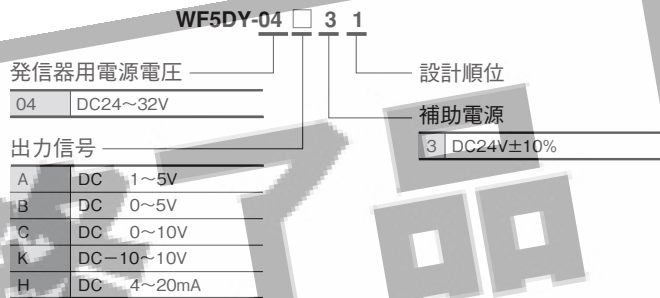 WF5DY-04 □ 3 1
発信器用電源電圧
04 DC24～32V
出力信号
A DC 1～5V
B DC 0～5V
C DC 0～10V
K DC－10～10V
H DC 4～20mA
設計順位
補助電源
3 DC24V±10%
了品